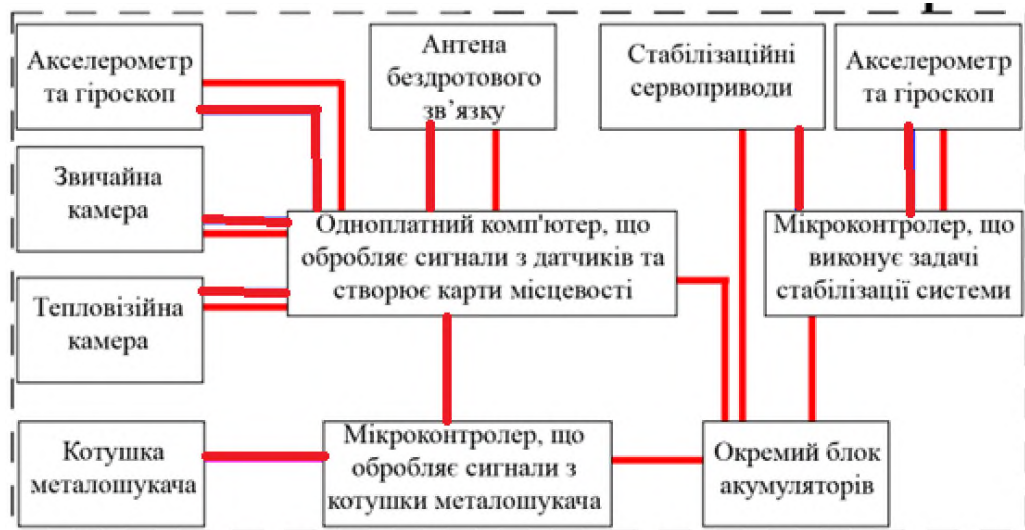 Акселерометр
та гіроскоп
Антена
бездротового
зв’язку
Стабілізаційні
сервоприводи
Акселерометр
та гіроскоп
Звичайна
камера
Одноплатний комп'ютер, що
обробляє сигнали з датчиків та
створює карти місцевості
Мікроконтролер, що
виконує задачі
стабілізації системи
Тепловізійна
камера
Котушка
металошукача
Мікроконтролер, що
обробляє сигнали з
котушки металошукача
Окремий блок
акумуляторів